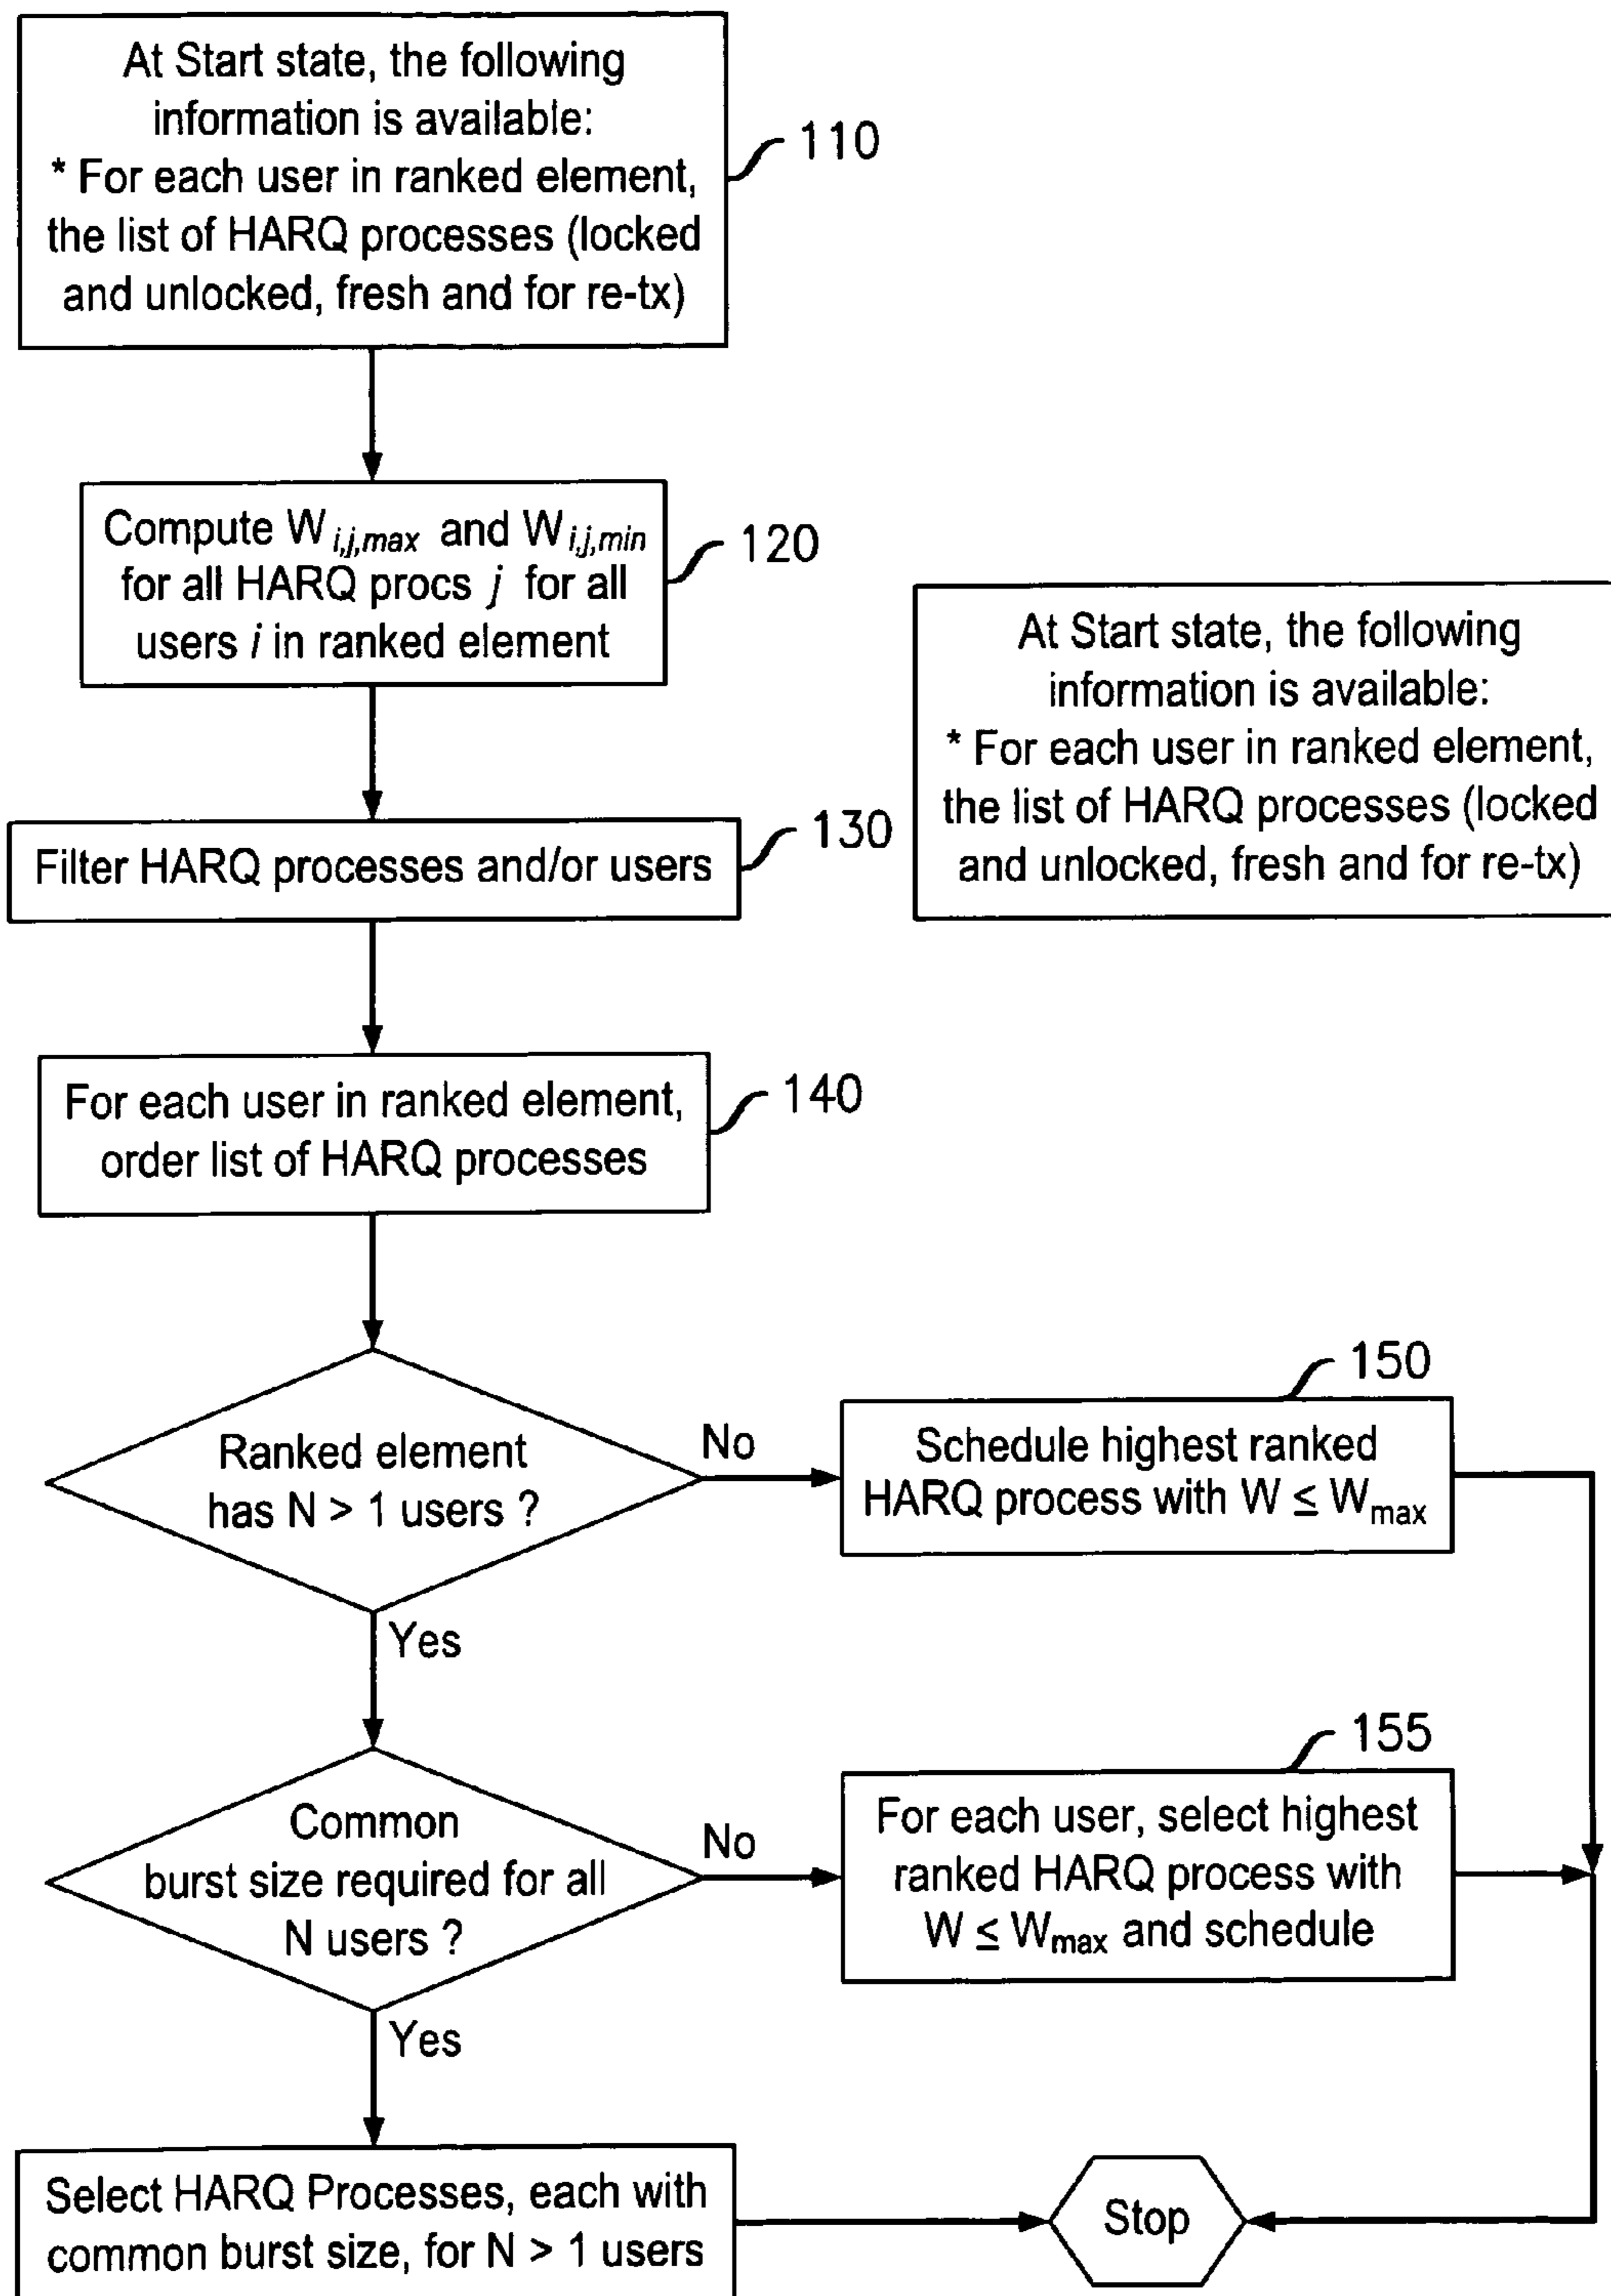 At Start state, the following
information is available:
* For each user in ranked element,
the list of HARQ processes (locked
and unlocked, fresh and for re-tx)
110
Compute W i,j,max and W i,j,min
for all HARQ procs j for all
users i in ranked element
120
At Start state, the following
information is available:
* For each user in ranked element,
the list of HARQ processes (locked
and unlocked, fresh and for re-tx)
Filter HARQ processes and/or users
130
For each user in ranked element,
order list of HARQ processes
140
Ranked element
has N > 1 users ?
No
150
Schedule highest ranked
HARQ process with W ≤ Wmax
Yes
Common
burst size required for all
N users ?
No
155
For each user, select highest
ranked HARQ process with
W ≤ Wmax and schedule
Yes
Select HARQ Processes, each with
common burst size, for N > 1 users
Stop